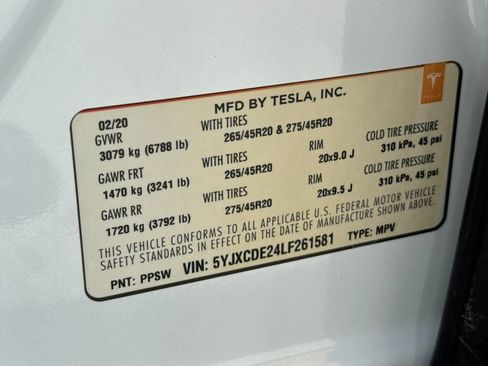 MFD BY TESLA, INC.
TESLA
02/20
GVWR WITH TIRES COLD TIRE PRESSURE
3079 kg (6788 lb) 265/45R20 & 275/45R20 310 kPa, 45 psi
GAWR FRT WITH TIRES RIM COLD TIRE PRESSURE
1470 kg (3241 lb) 265/45R20 20x9.0 J 310 kPa, 45 psi
GAWR RR WITH TIRES RIM
1720 kg (3792 lb) 275/45R20 20x9.5 J
THIS VEHICLE CONFORMS TO ALL APPLICABLE U.S. FEDERAL MOTOR VEHICLE
SAFETY STANDARDS IN EFFECT ON THE DATE OF MANUFACTURE SHOWN ABOVE.
PNT: PPSW VIN: 5YJXCDE24LF261581 TYPE: MPV